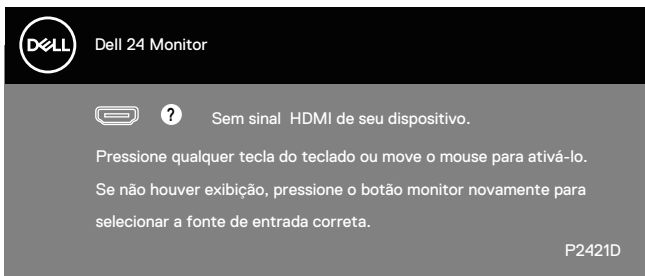 DELL
Dell 24 Monitor
? Sem sinal HDMI de seu dispositivo.
Pressione qualquer tecla do teclado ou move o mouse para ativá-lo.
Se não houver exibição, pressione o botão monitor novamente para
selecionar a fonte de entrada correta.
P2421D